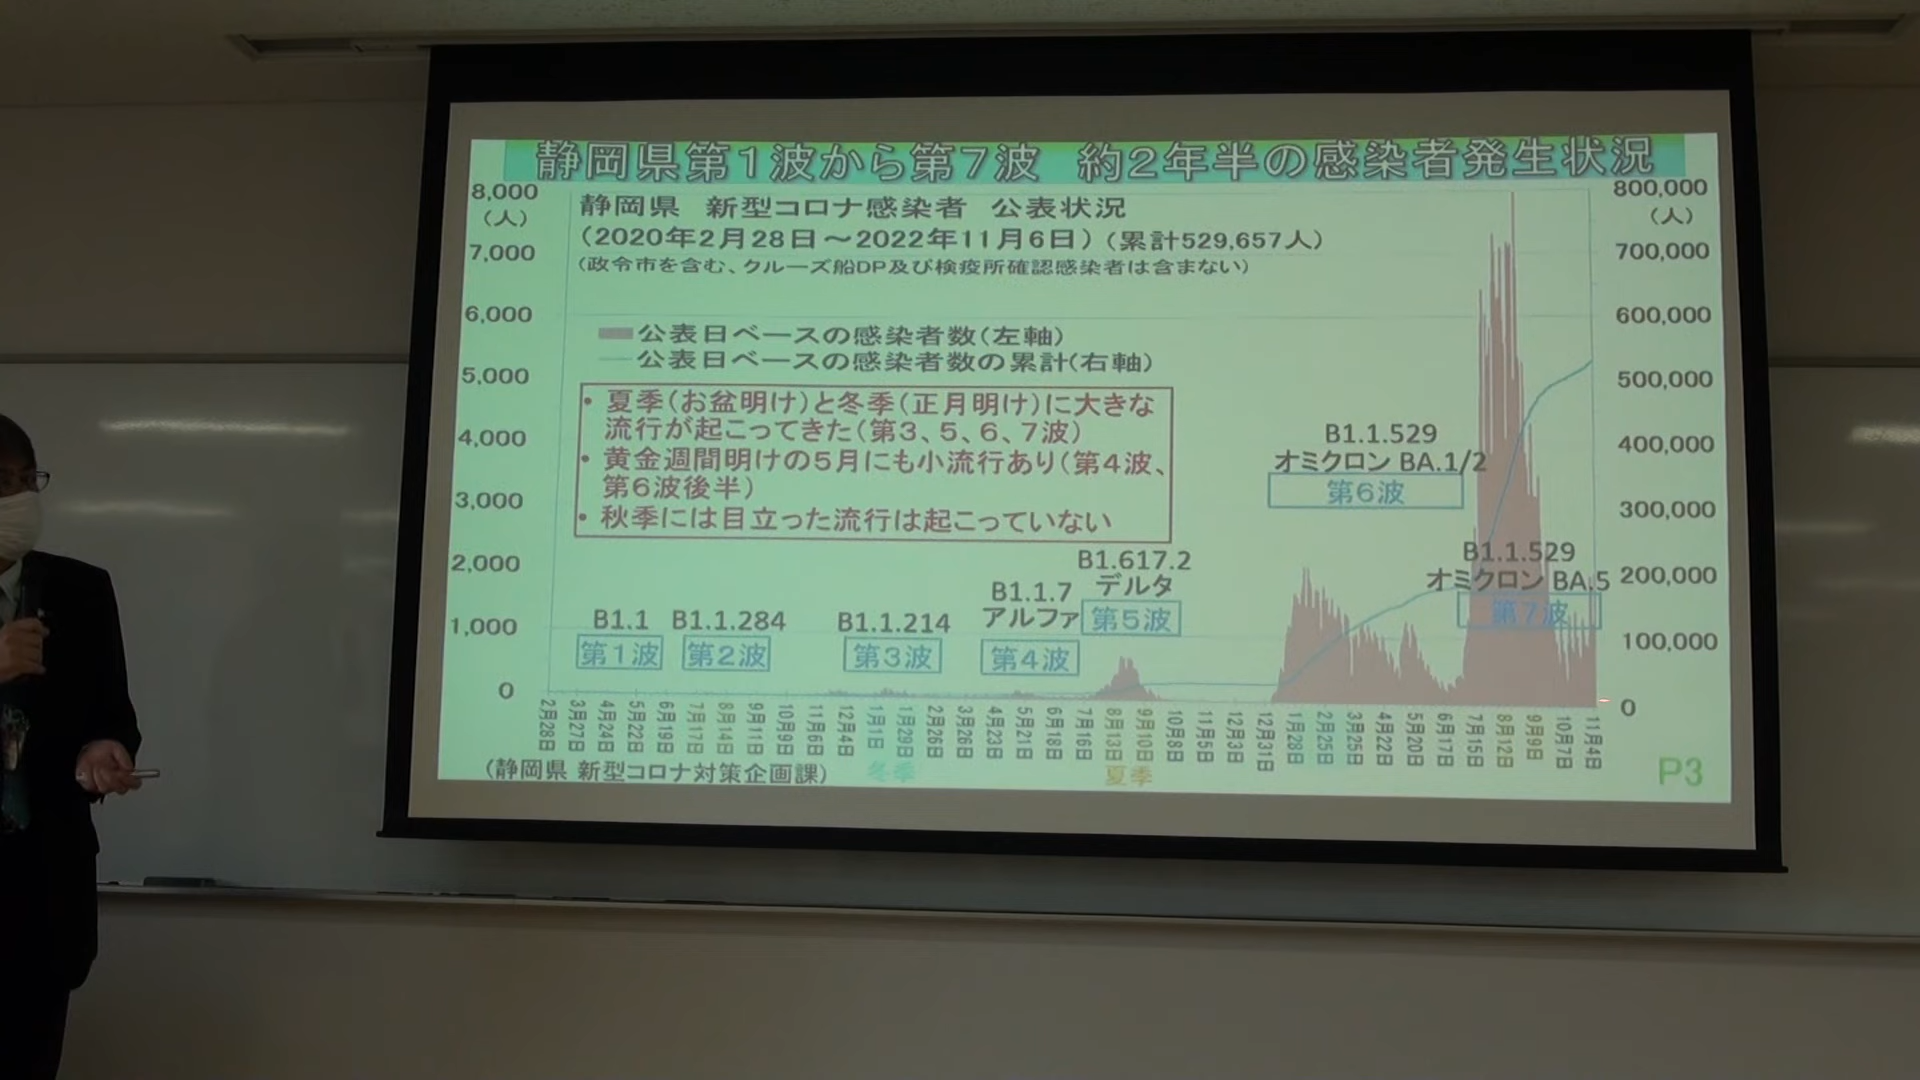 静岡県第1波から第7波 約2年半の感染者発生状況
8,000
(人)
7,000
6,000
5,000
4,000
3,000
2,000
1,000
0
800,000
(人)
700,000
600,000
500,000
400,000
300,000
200,000
100,000
0
静岡県 新型コロナ感染者 公表状況
(2020年2月28日～2022年11月6日)(累計529,657人)
(政令市を含む、クルーズ船DP及び検疫所確認感染者は含まない)
公表日ベースの感染者数(左軸)
公表日ベースの感染者数の累計(右軸)
・夏季(お盆明け)と冬季(正月明け)に大きな
流行が起こってきた(第3、5、6、7波)
・黄金週間明けの5月にも小流行あり(第4波、
第6波後半)
・秋季には目立った流行は起こっていない
B1.1
第1波
B1.1.284
第2波
B1.1.214
第3波
B1.1.7
アルファ
第4波
B1.617.2
デルタ
第5波
B1.1.529
オミクロン BA.1/2
第6波
B1.1.529
オミクロン BA.5
第7波
2月28日
3月27日
4月24日
5月22日
6月19日
7月17日
8月14日
9月11日
10月9日
11月6日
12月4日
1月1日
1月29日
2月26日
3月26日
4月23日
5月21日
6月18日
7月16日
8月13日
9月10日
10月8日
11月5日
12月3日
12月31日
1月28日
2月25日
3月25日
4月22日
5月20日
6月17日
7月15日
8月12日
9月9日
10月7日
11月4日
(静岡県 新型コロナ対策企画課)
冬季
夏季
P3